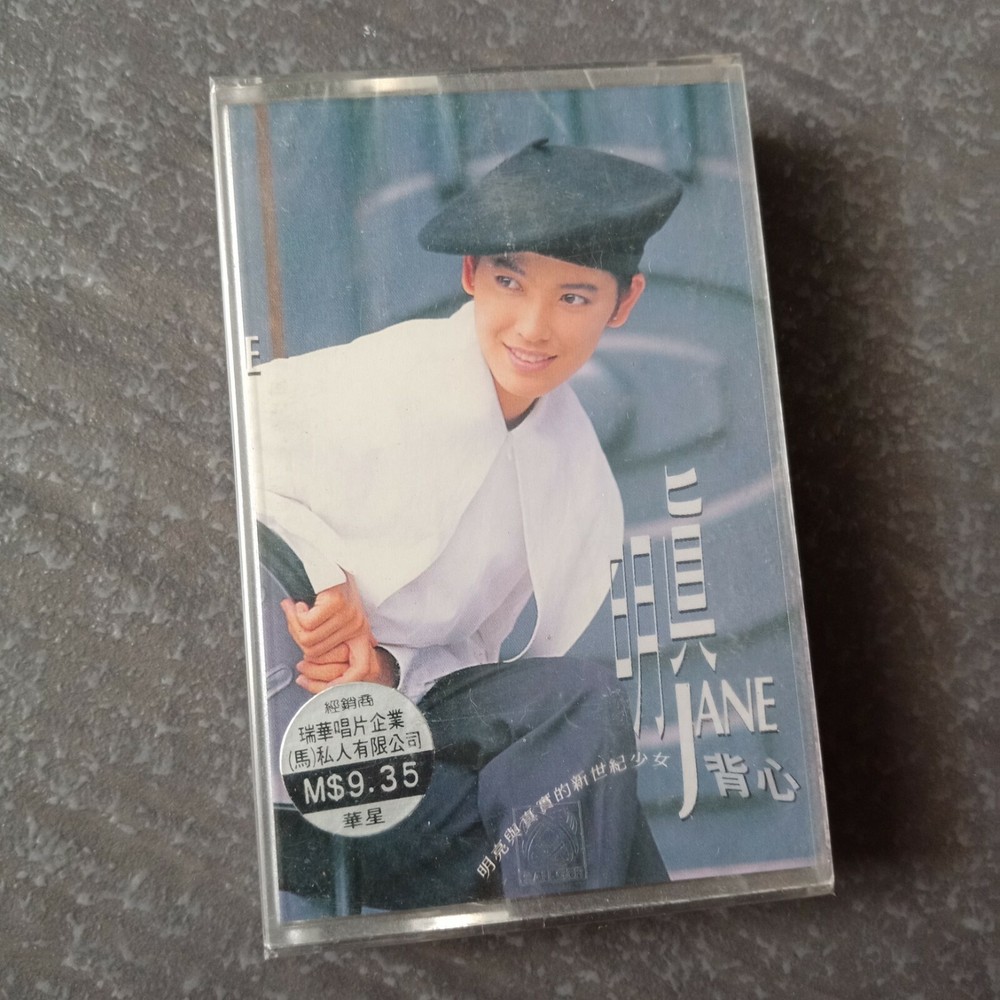 E
明眞
JANE
背心
明亮與真實的新世紀少女
經銷商
瑞華唱片企業
(馬)私人有限公司
M$9.35
華星